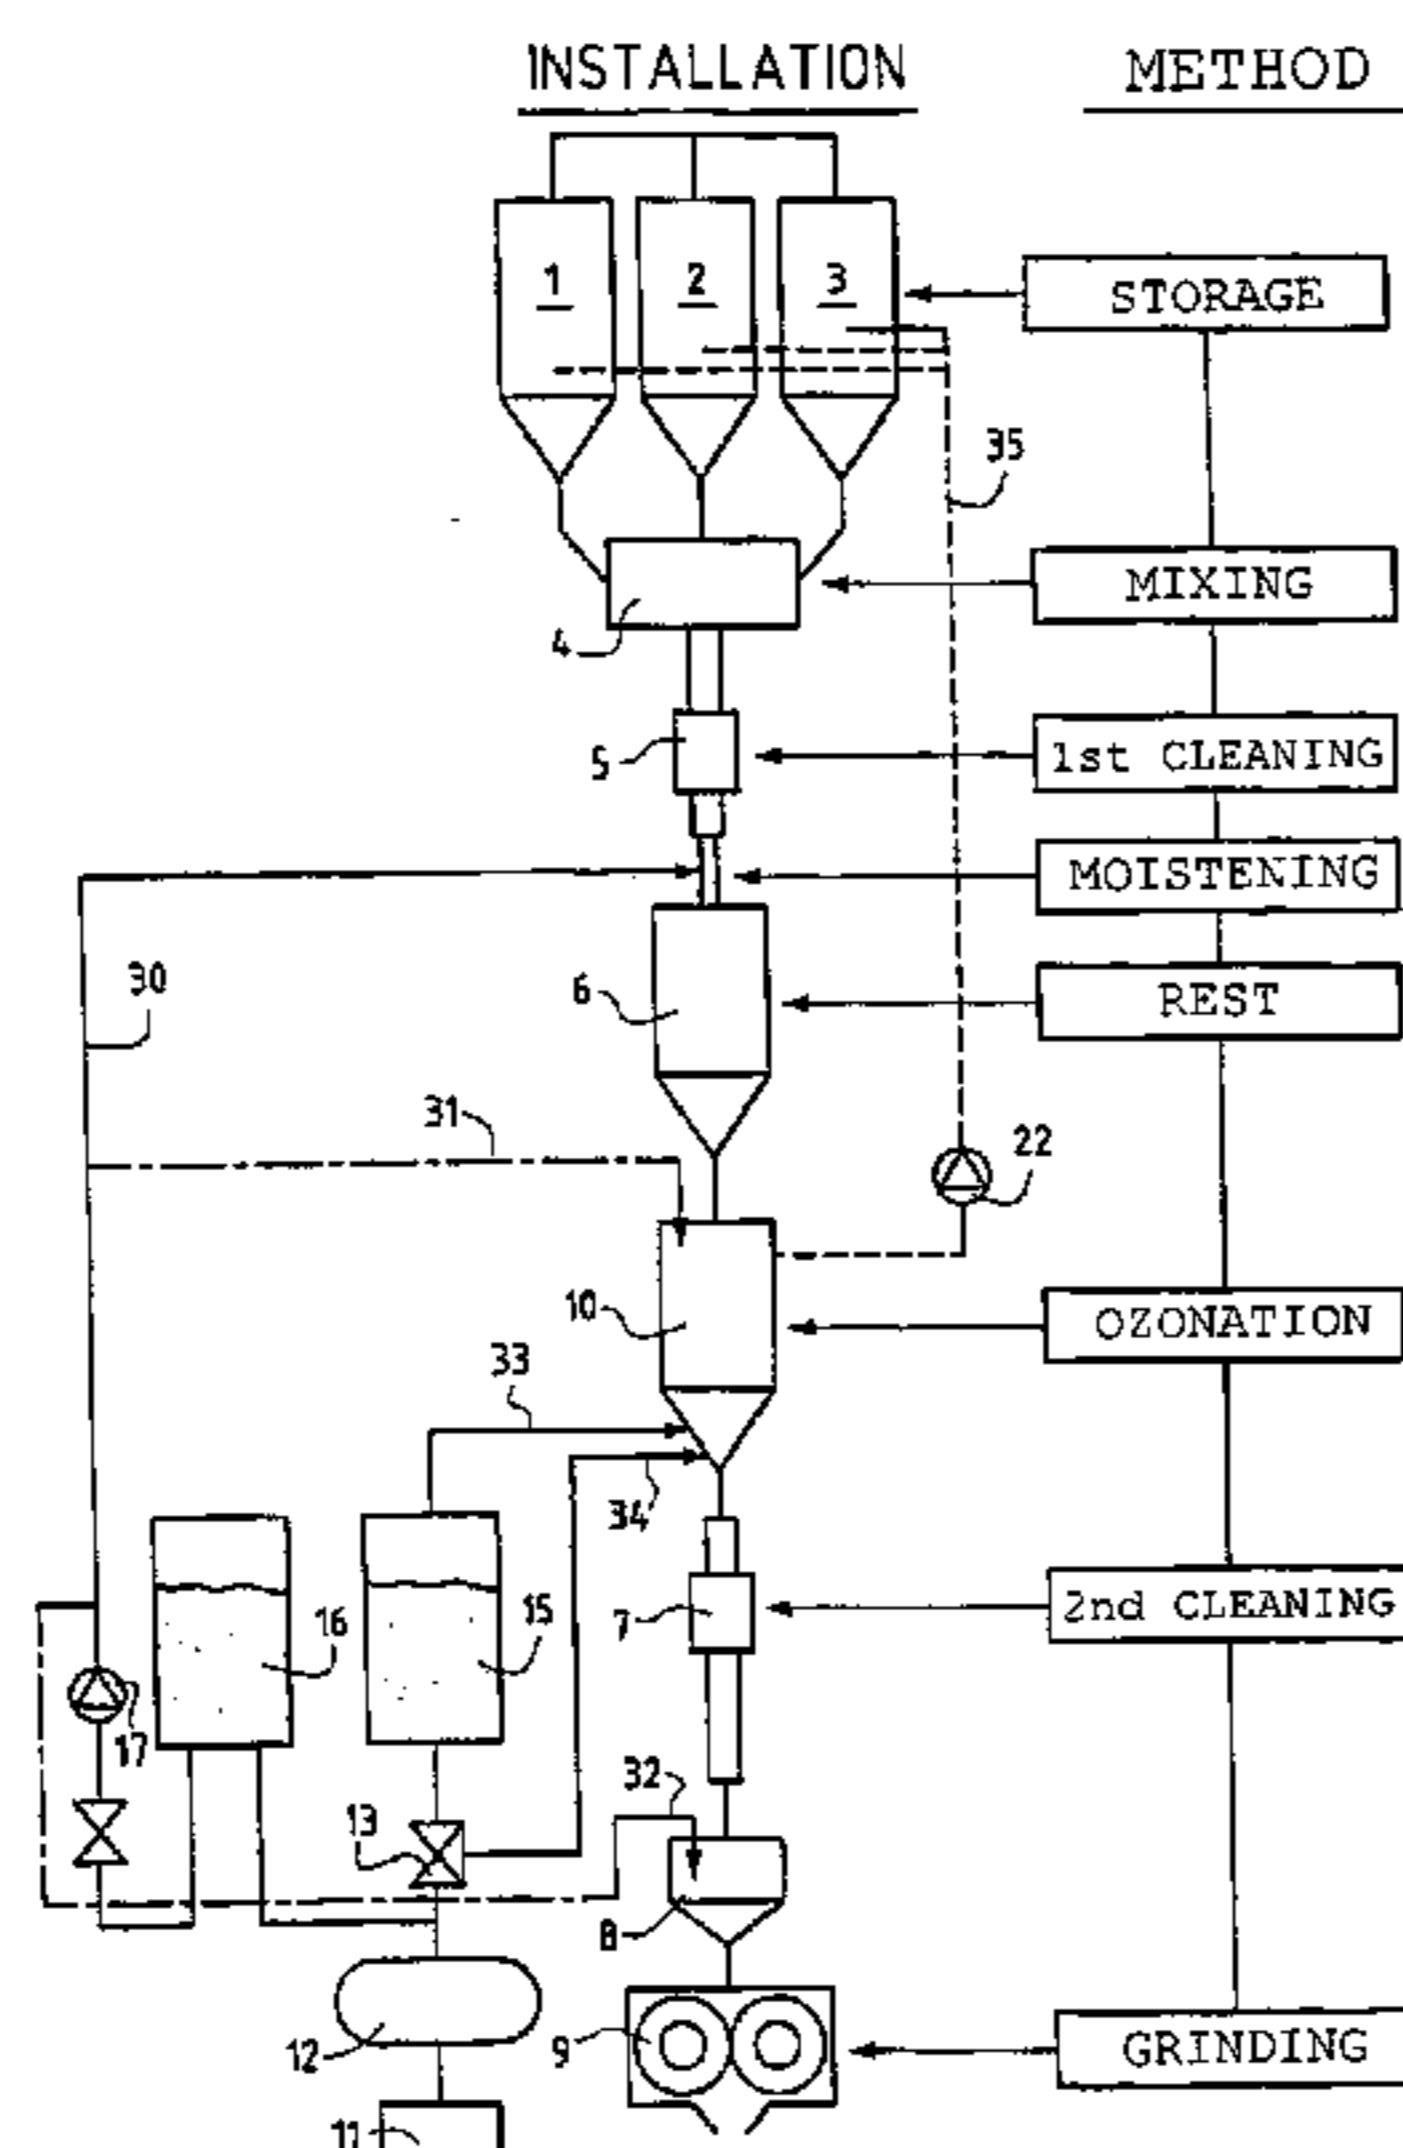 INSTALLATION METHOD
1 2 3 STORAGE
35
MIXING
4
5 1st CLEANING
MOISTENING
30 6 REST
31
22
10 OZONATION
33
34
16 15 7 2nd CLEANING
17
32
13
8
12 9 GRINDING
11